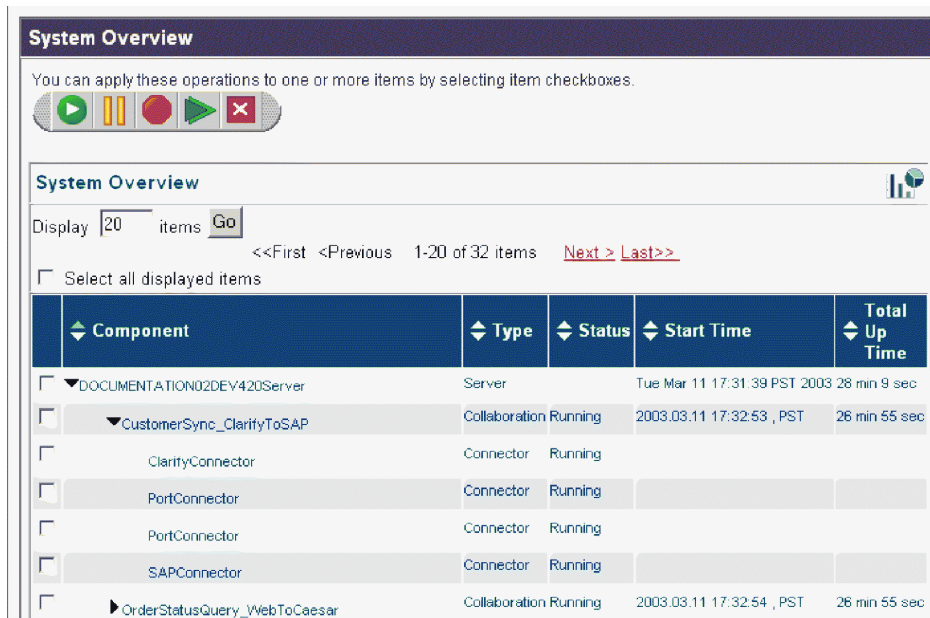 System Overview
You can apply these operations to one or more items by selecting item checkboxes.
System Overview
Display 20 items Go
<<First <Previous 1-20 of 32 items Next > Last>>
Select all displayed items
Component Type Status Start Time Total Up Time
DOCUMENTATION02DEV420Server Server Tue Mar 11 17:31:39 PST 2003 28 min 9 sec
CustomerSync_ClarifyToSAP Collaboration Running 2003.03.11 17:32:53 , PST 26 min 55 sec
ClarifyConnector Connector Running
PortConnector Connector Running
PortConnector Connector Running
SAPConnector Connector Running
OrderStatusQuery_WebToCaesar Collaboration Running 2003.03.11 17:32:54 , PST 26 min 55 sec